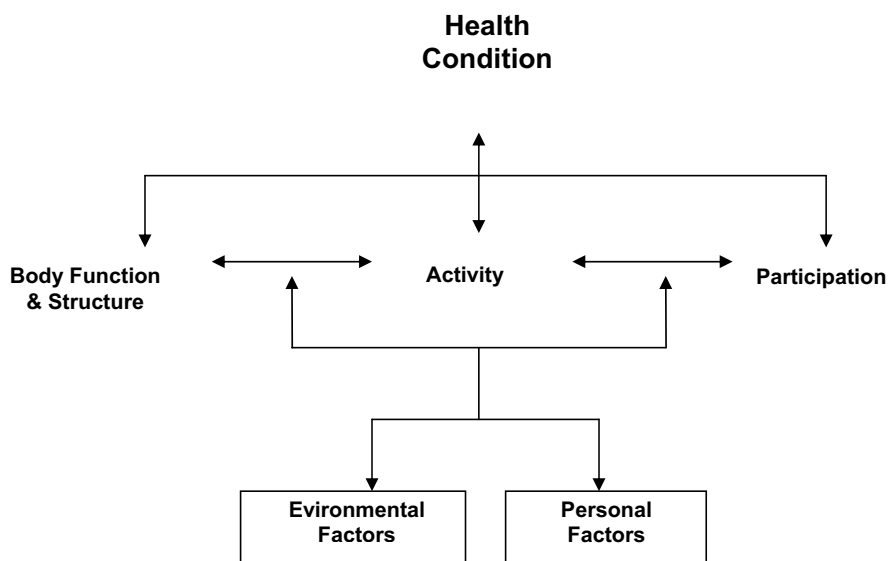 Health
Condition
Body Function
& Structure
Activity
Participation
Evironmental
Factors
Personal
Factors